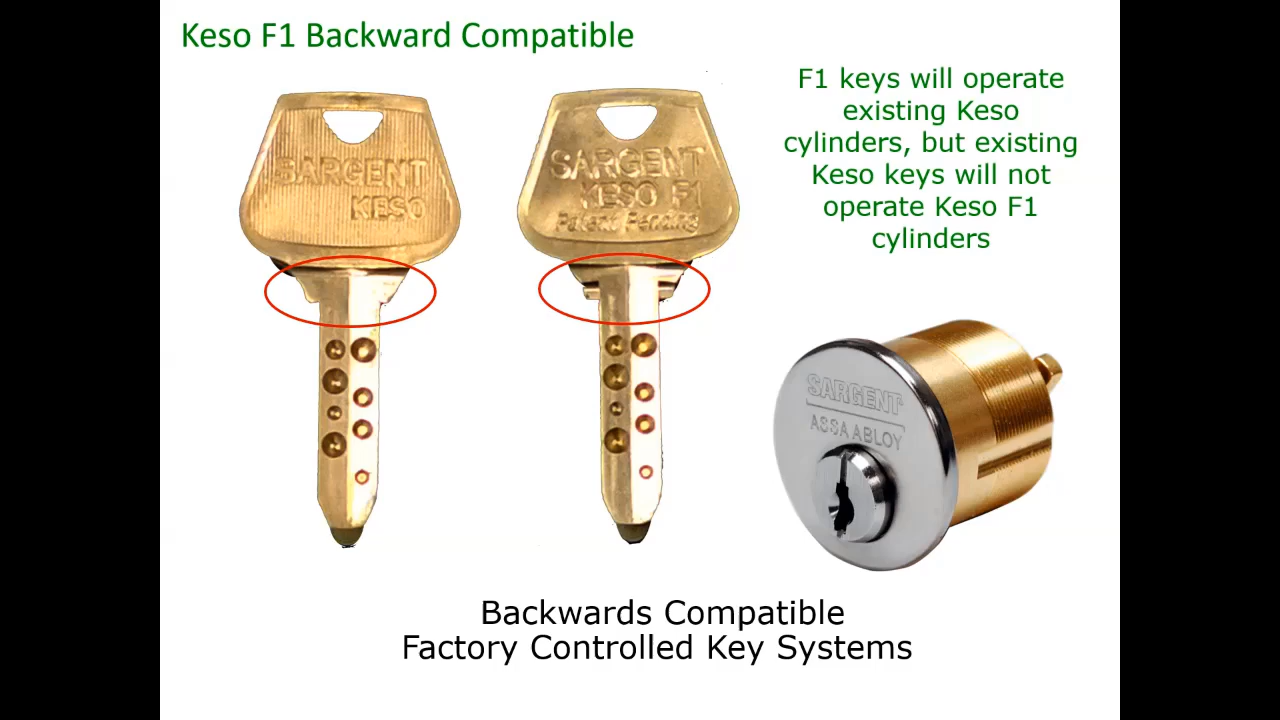 Keso F1 Backward Compatible
F1 keys will operate
existing Keso
cylinders, but existing
Keso keys will not
operate Keso F1
cylinders
SARGENT
KESO
SARGENT
KESO F1
Patent Pending
SARGENT
ASSA ABLOY
Backwards Compatible
Factory Controlled Key Systems